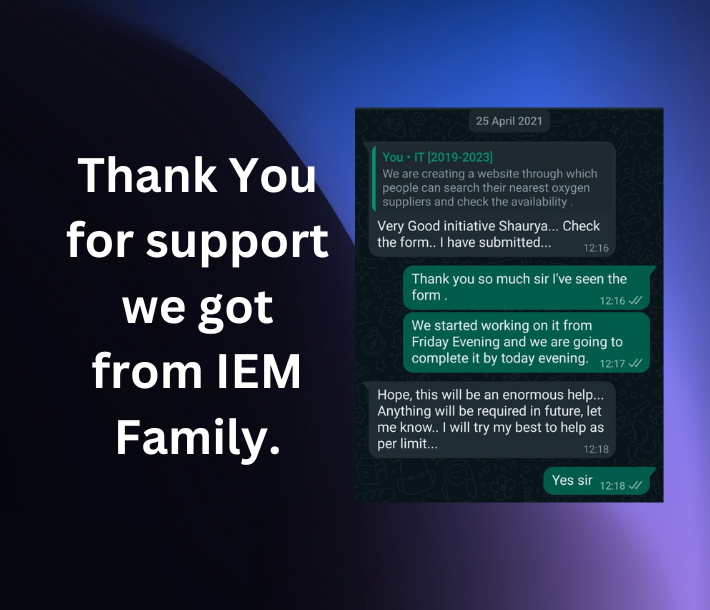 Thank You
for support
we got
from IEM
Family.
25 April 2021
You • IT [2019-2023]
We are creating a website through which
people can search their nearest oxygen
suppliers and check the availability .
Very Good initiative Shaurya... Check
the form.. I have submitted...
12:16
Thank you so much sir I've seen the
form .
12:16
We started working on it from
Friday Evening and we are going to
complete it by today evening.
12:17
Hope, this will be an enormous help...
Anything will be required in future, let
me know.. I will try my best to help as
per limit...
12:18
Yes sir
12:18